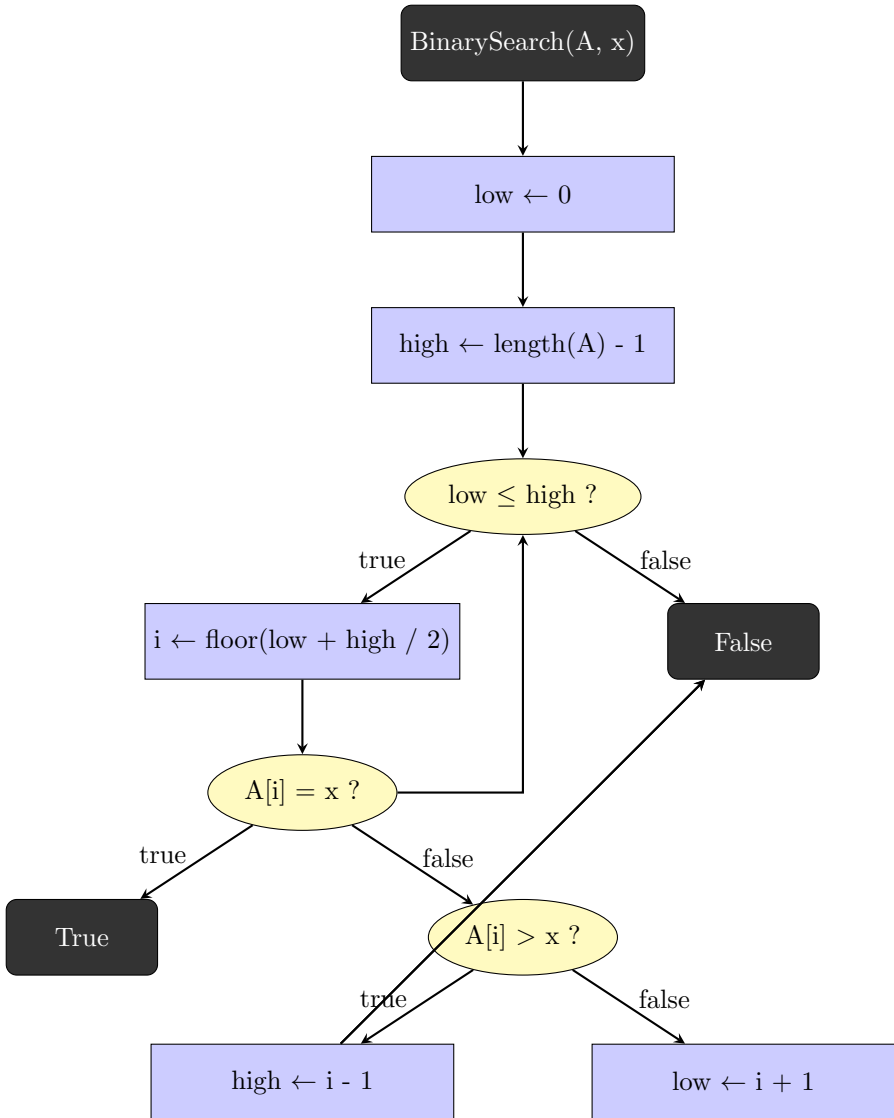 BinarySearch(A, x)
low ← 0
high ← length(A) - 1
low ≤ high ?
true
false
i ← floor(low + high / 2)
False
A[i] = x ?
true
false
True
A[i] > x ?
true
false
high ← i - 1
low ← i + 1